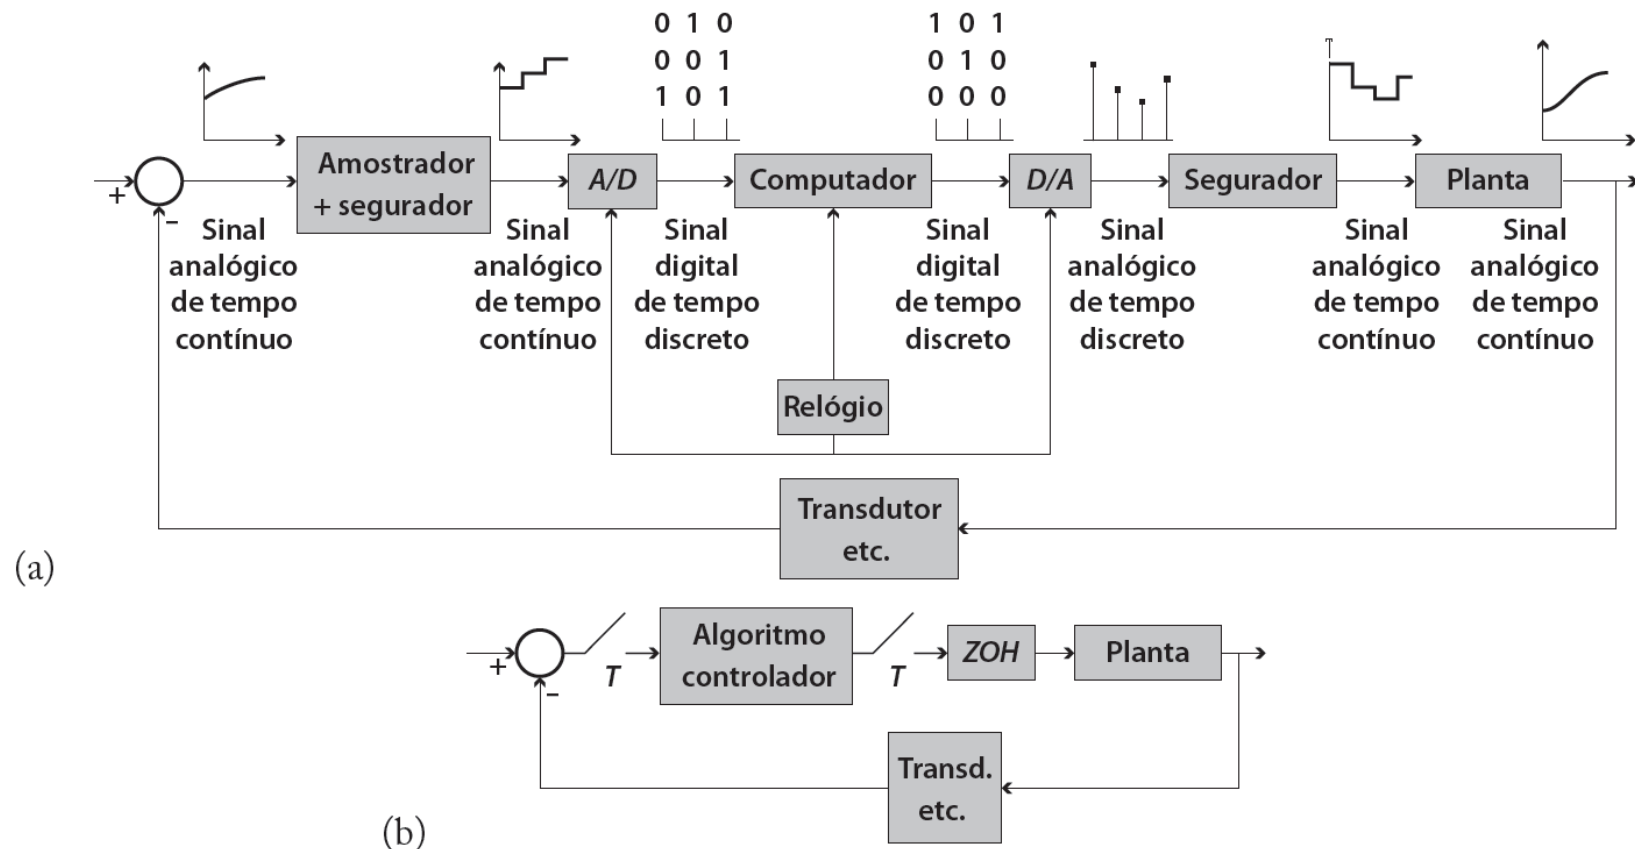 0 1 0
0 0 1
1 0 1
1 0 1
0 1 0
0 0 0
T
+
–
Amostrador
+ segurador
A/D
Computador
D/A
Segurador
Planta
Sinal
analógico
de tempo
contínuo
Sinal
analógico
de tempo
contínuo
Sinal
digital
de tempo
discreto
Sinal
digital
de tempo
discreto
Sinal
analógico
de tempo
discreto
Sinal
analógico
de tempo
contínuo
Sinal
analógico
de tempo
contínuo
Relógio
Transdutor
etc.
(a)
+
–
T
Algoritmo
controlador
T
ZOH
Planta
Transd.
etc.
(b)